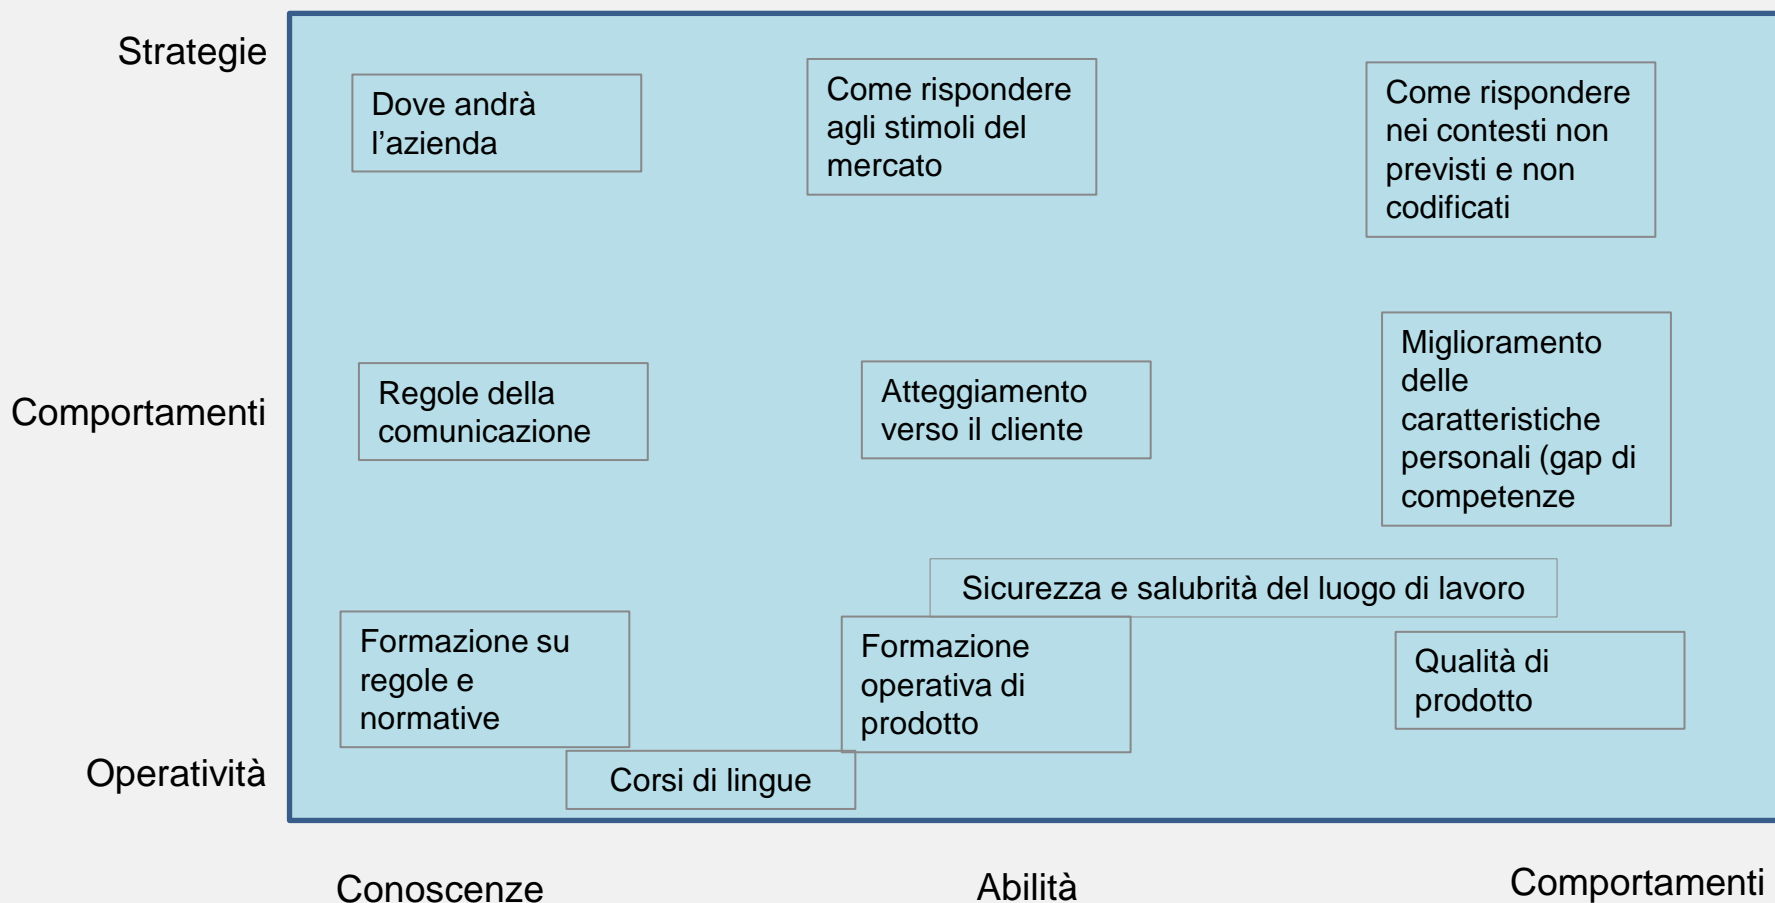 Strategie
Dove andrà
l’azienda
Come rispondere
agli stimoli del
mercato
Come rispondere
nei contesti non
previsti e non
codificati
Comportamenti
Regole della
comunicazione
Atteggiamento
verso il cliente
Miglioramento
delle
caratteristiche
personali (gap di
competenze
Sicurezza e salubrità del luogo di lavoro
Formazione su
regole e
normative
Formazione
operativa di
prodotto
Qualità di
prodotto
Operatività
Corsi di lingue
Conoscenze
Abilità
Comportamenti